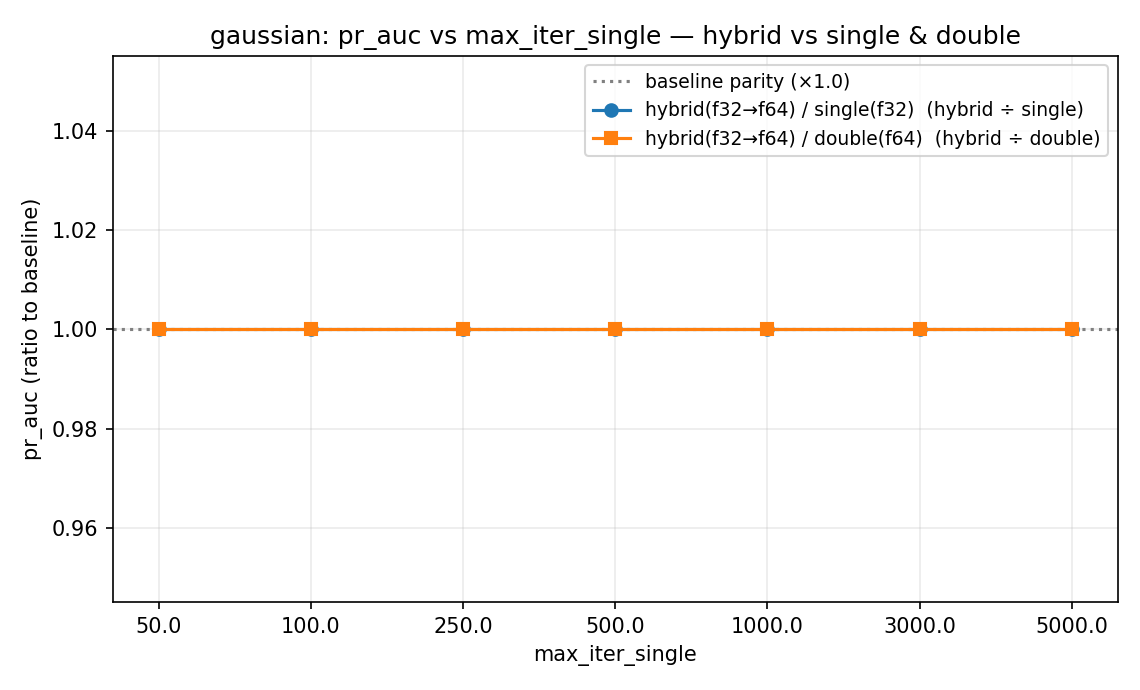 gaussian: pr_auc vs max_iter_single — hybrid vs single & double
baseline parity (×1.0)
hybrid(f32→f64) / single(f32)  (hybrid ÷ single)
hybrid(f32→f64) / double(f64)  (hybrid ÷ double)
pr_auc (ratio to baseline)
1.04
1.02
1.00
0.98
0.96
50.0 100.0 250.0 500.0 1000.0 3000.0 5000.0
max_iter_single